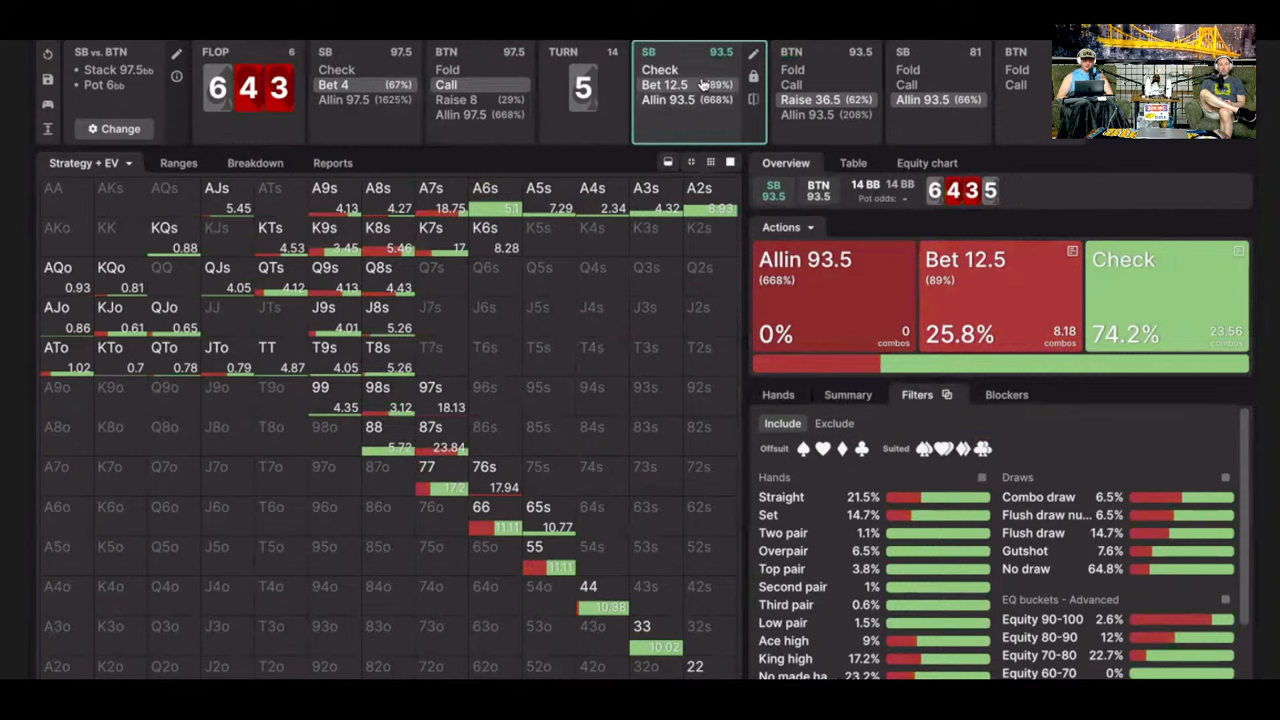 SB vs. BTN
• Stack 97.5bb
• Pot 6bb
Change
FLOP 6
6 4 3
SB 97.5
Check
Bet 4 (67%)
Allin 97.5 (1625%)
BTN 97.5
Fold
Call
Raise 8 (29%)
Allin 97.5 (668%)
TURN 14
5
SB 93.5
Check
Bet 12.5 (89%)
Allin 93.5 (668%)
BTN 93.5
Fold
Call
Raise 36.5 (62%)
Allin 93.5 (208%)
SB 81
Fold
Call
Allin 93.5 (66%)
BTN
Fold
Call
Strategy + EV Ranges Breakdown Reports
AA AKs AQs AJs ATs A9s A8s A7s A6s A5s A4s A3s A2s
5.45 4.13 4.27 18.75 5.1 7.29 2.34 4.32 8.93
AKo KK KQs KJs KTs K9s K8s K7s K6s K5s K4s K3s K2s
0.88 4.53 3.45 5.46 17 8.28
AQo KQo QQ QJs QTs Q9s Q8s Q7s Q6s Q5s Q4s Q3s Q2s
0.93 0.81 4.05 4.12 4.13 4.43
AJo KJo QJo JJ JTs J9s J8s J7s J6s J5s J4s J3s J2s
0.86 0.61 0.65 4.01 5.26
ATo KTo QTo JTo TT T9s T8s T7s T6s T5s T4s T3s T2s
1.02 0.7 0.78 0.79 4.87 4.05 5.26
A9o K9o Q9o J9o T9o 99 98s 97s 96s 95s 94s 93s 92s
4.35 3.12 18.13
A8o K8o Q8o J8o T8o 98o 88 87s 86s 85s 84s 83s 82s
5.72 23.84
A7o K7o Q7o J7o T7o 97o 87o 77 76s 75s 74s 73s 72s
17.2 17.94
A6o K6o Q6o J6o T6o 96o 86o 76o 66 65s 64s 63s 62s
11.11 10.77
A5o K5o Q5o J5o T5o 95o 85o 75o 65o 55 54s 53s 52s
11.11
A4o K4o Q4o J4o T4o 94o 84o 74o 64o 54o 44 43s 42s
10.38
A3o K3o Q3o J3o T3o 93o 83o 73o 63o 53o 43o 33 32s
10.02
A2o K2o Q2o J2o T2o 92o 82o 72o 62o 52o 42o 32o 22
Overview Table Equity chart
SB 93.5
BTN 93.5
14 BB 14 BB
Pot odds: -
6 4 3 5
Actions
Allin 93.5
(668%)
0% 0 combos
Bet 12.5
(89%)
25.8% 8.18 combos
Check
74.2% 23.56 combos
Hands Summary Filters Blockers
Include Exclude
Offsuit Suited
Hands
Straight 21.5%
Set 14.7%
Two pair 1.1%
Overpair 6.5%
Top pair 3.8%
Second pair 1%
Third pair 0.6%
Low pair 1.5%
Ace high 9%
King high 17.2%
No made ha... 23.2%
Draws
Combo draw 6.5%
Flush draw nu... 6.5%
Flush draw 14.7%
Gutshot 7.6%
No draw 64.8%
EQ buckets - Advanced
Equity 90-100 2.6%
Equity 80-90 12%
Equity 70-80 22.7%
Equity 60-70 0%